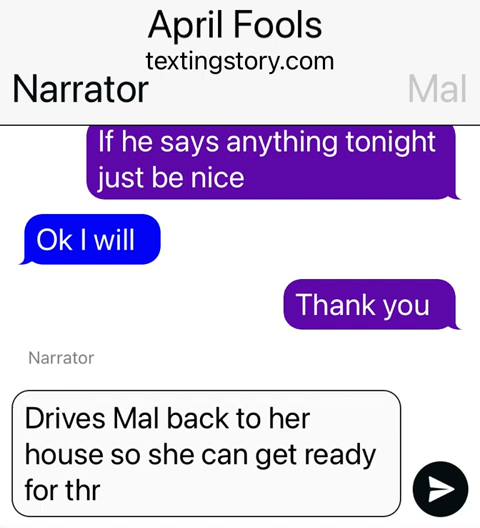 April Fools
textingstory.com
Narrator Mal
If he says anything tonight
just be nice
Ok I will
Thank you
Narrator
Drives Mal back to her
house so she can get ready
for thr